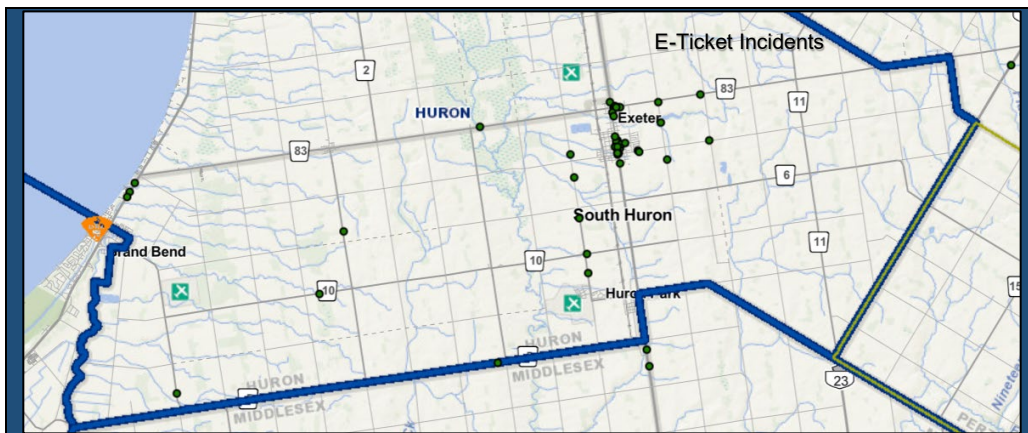 E-Ticket Incidents
2
83
11
HURON
Exeter
83
6
South Huron
11
Grand Bend
10
10
Huron Park
15
HURON
HURON
MIDDLESEX
MIDDLESEX
23
PER